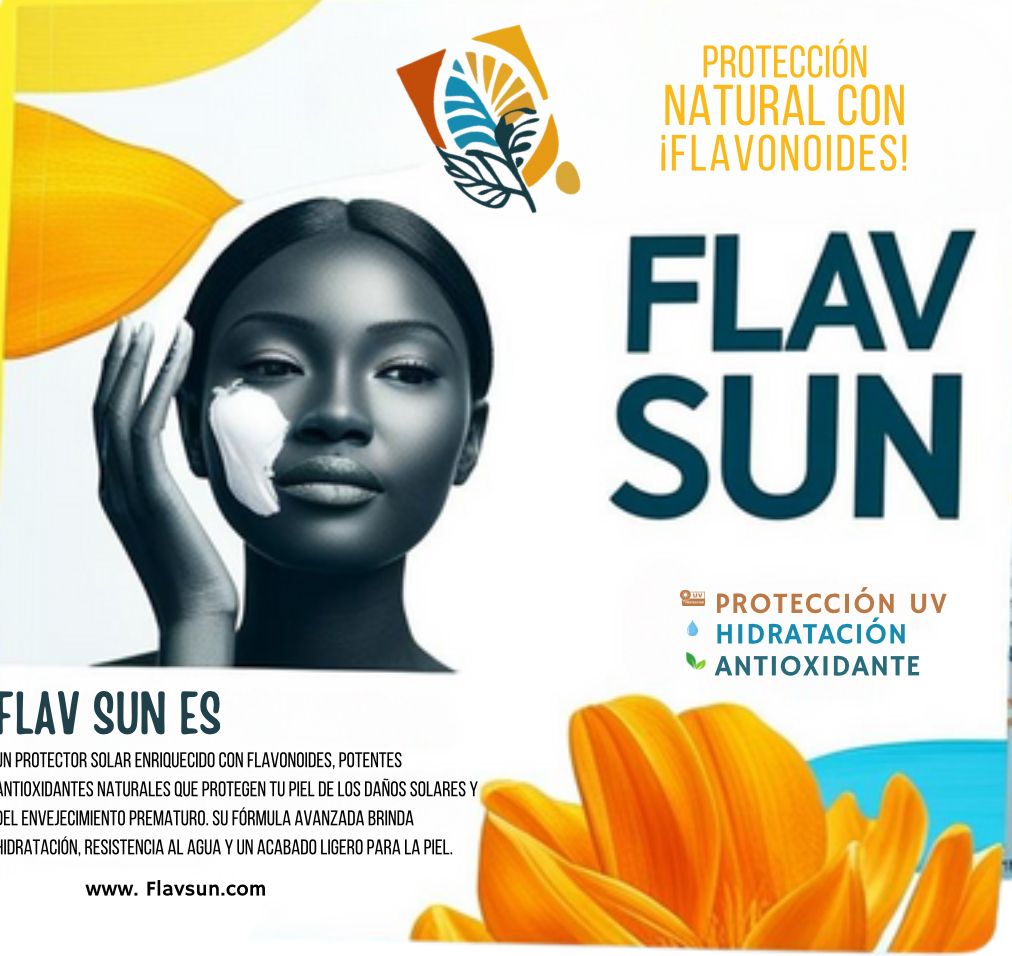 PROTECCIÓN
NATURAL CON
¡FLAVONOIDES!
FLAV
SUN
UV
PROTECCIÓN UV
HIDRATACIÓN
ANTIOXIDANTE
FLAV SUN ES
UN PROTECTOR SOLAR ENRIQUECIDO CON FLAVONOIDES, POTENTES
ANTIOXIDANTES NATURALES QUE PROTEGEN TU PIEL DE LOS DAÑOS SOLARES Y
DEL ENVEJECIMIENTO PREMATURO. SU FÓRMULA AVANZADA BRINDA
HIDRATACIÓN, RESISTENCIA AL AGUA Y UN ACABADO LIGERO PARA LA PIEL.
www. Flavsun.com